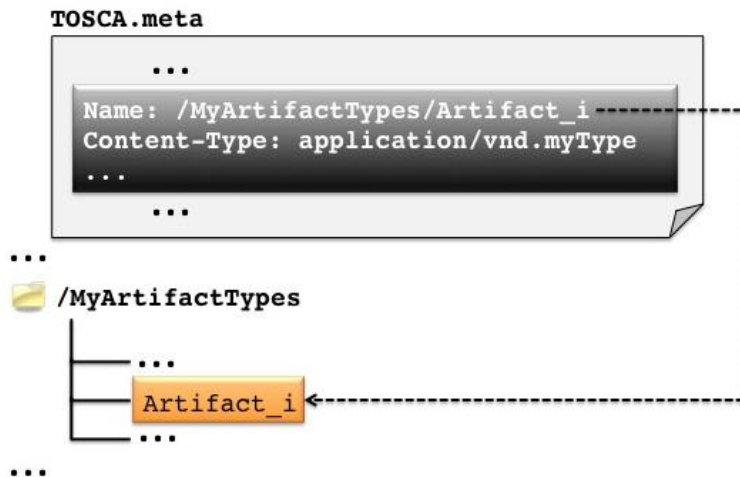 TOSCA.meta
...
Name: /MyArtifactTypes/Artifact_i
Content-Type: application/vnd.myType
...
...
...
/MyArtifactTypes
...
Artifact_i
...
...